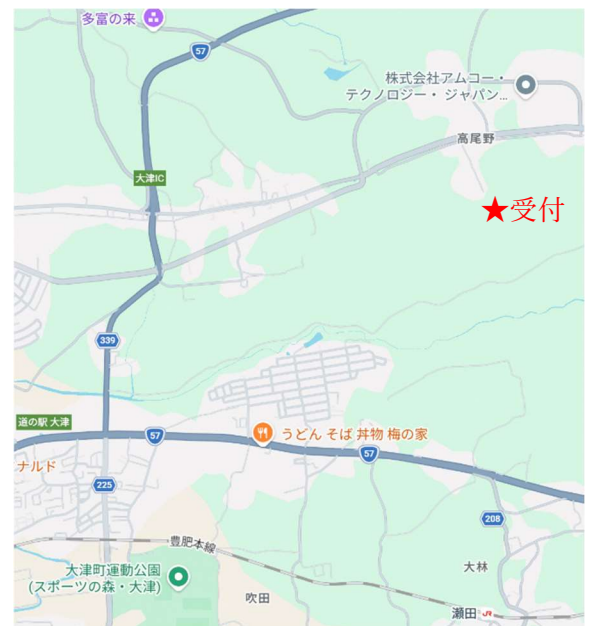 多富の来
57
株式会社アムコー・
テクノロジー・ジャパン...
高尾野
大津IC
★受付
339
道の駅 大津
57
うどん そば 丼物 梅の家
57
ナルド
225
208
豊肥本線
大津町運動公園
(スポーツの森・大津)
大林
吹田
瀬田
JR